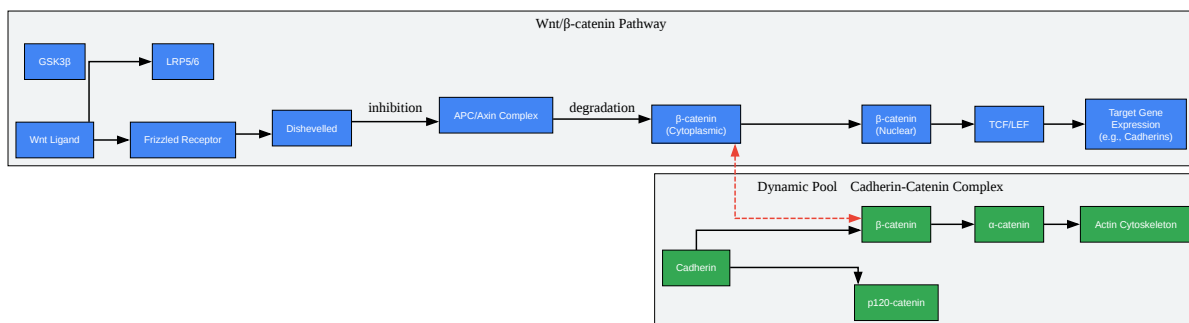 Wnt/β-catenin Pathway
GSK3β
LRP5/6
Wnt Ligand
Frizzled Receptor
Dishevelled
inhibition
APC/Axin Complex
degradation
β-catenin
(Cytoplasmic)
β-catenin
(Nuclear)
TCF/LEF
Target Gene
Expression
(e.g., Cadherins)
Dynamic Pool
Cadherin-Catenin Complex
Cadherin
β-catenin
α-catenin
Actin Cytoskeleton
p120-catenin